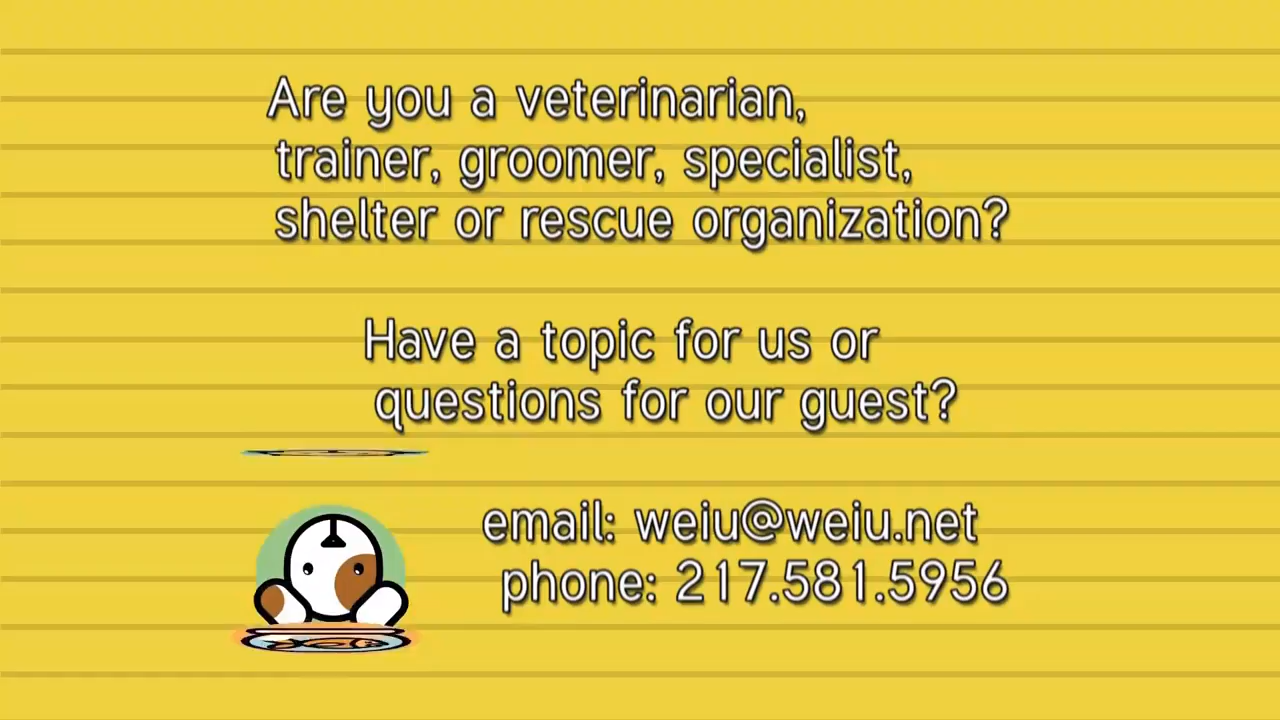 Are you a veterinarian,
trainer, groomer, specialist,
shelter or rescue organization?
Have a topic for us or
questions for our guest?
email: weiu@weiu.net
phone: 217.581.5956